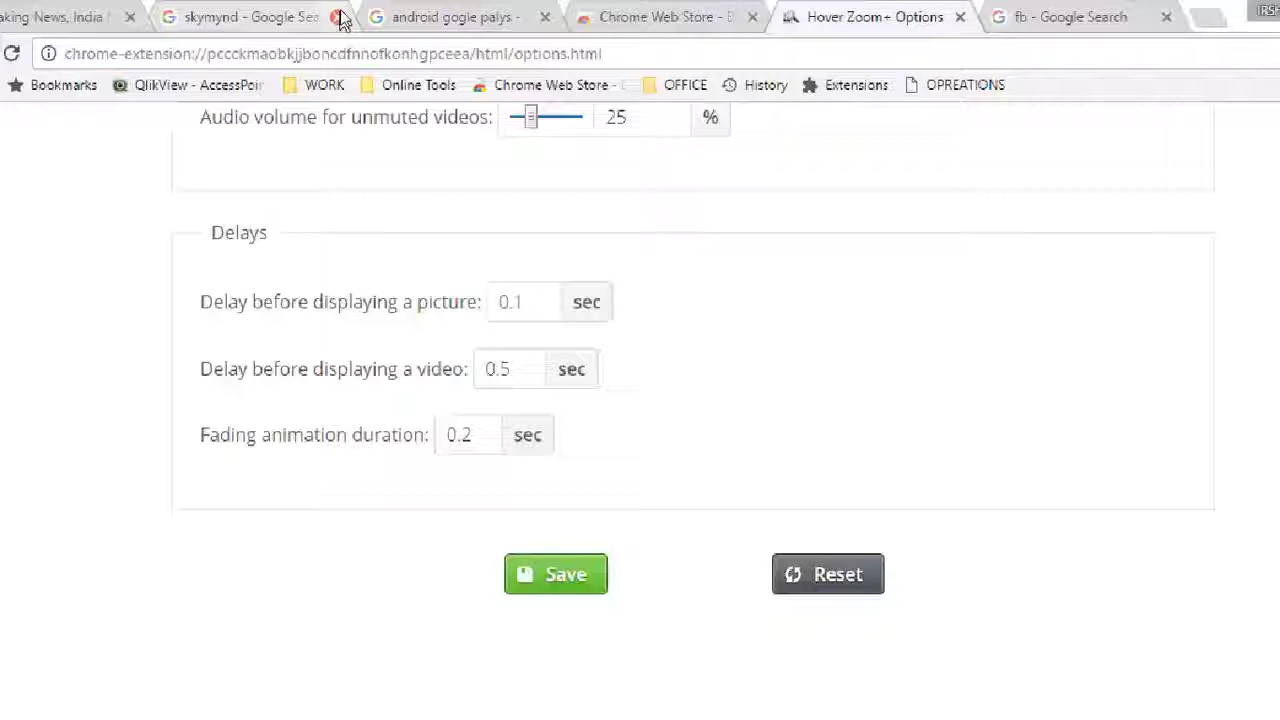 aking News, India
skymynd - Google Sea
android gogle palys -
Chrome Web Store - E
Hover Zoom+ Options
fb - Google Search
chrome-extension://pccckmaobkjjboncdfnnofkonhgpceea/html/options.html
Bookmarks
QlikView - AccessPoin
WORK
Online Tools
Chrome Web Store -
OFFICE
History
Extensions
OPREATIONS
Audio volume for unmuted videos: 25 %
Delays
Delay before displaying a picture: 0.1 sec
Delay before displaying a video: 0.5 sec
Fading animation duration: 0.2 sec
Save
Reset